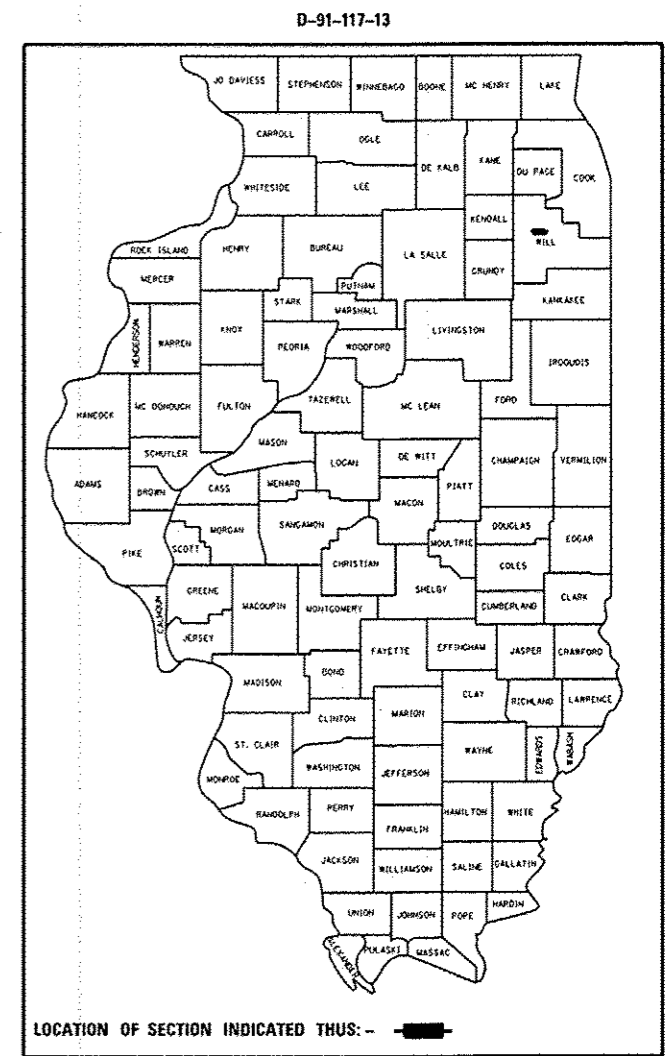 D-91-117-13
JO DAVIESS STEPHENSON WINNEBAGO BOONE MC HENRY LAKE
CARROLL OGLE DE KALB KANE DU PAGE COOK
WHITESIDE LEE KENDALL WILL
ROCK ISLAND HENRY BUREAU LA SALLE GRUNDY
MERCER PUTNAM KANKAKEE
HENDERSON WARREN KNOX STARK MARSHALL LIVINGSTON
PEORIA WOODFORD IROQUOIS
HANCOCK MC DONOUGH FULTON TAZEWELL MC LEAN FORD
SCHUYLER MASON LOGAN DE WITT CHAMPAIGN VERMILION
ADAMS BROWN CASS MENARD MACON PIATT
PIKE SCOTT MORGAN SANGAMON CHRISTIAN MOULTRIE DOUGLAS EDGAR
COLES
CALHOUN GREENE MACOUPIN MONTGOMERY SHELBY CUMBERLAND CLARK
JERSEY FAYETTE EFFINGHAM JASPER CRAWFORD
MADISON BOND CLAY RICHLAND LAWRENCE
CLINTON MARION
ST. CLAIR WAYNE EDWARDS WABASH
MONROE WASHINGTON JEFFERSON
RANDOLPH PERRY HAMILTON WHITE
FRANKLIN
JACKSON WILLIAMSON SALINE GALLATIN
UNION JOHNSON POPE HARDIN
ALEXANDER PULASKI MASSAC
LOCATION OF SECTION INDICATED THUS: -